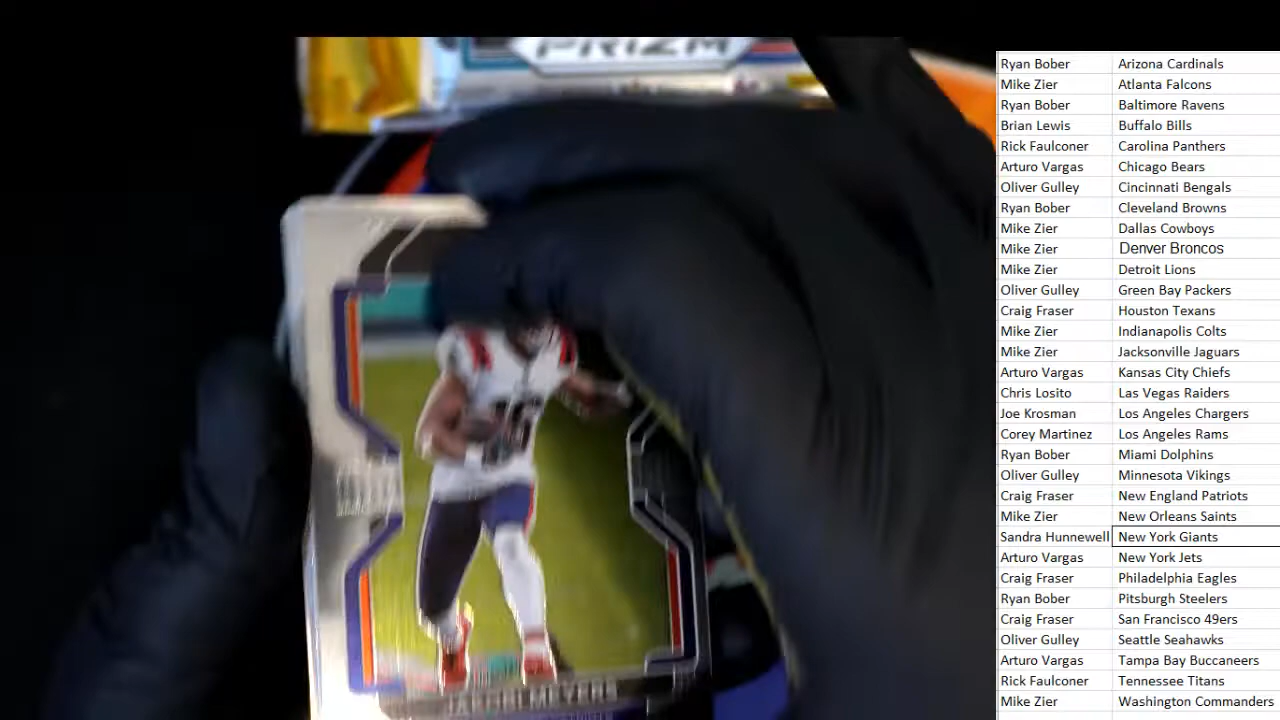 PRIZM
Ryan Bober Arizona Cardinals
Mike Zier Atlanta Falcons
Ryan Bober Baltimore Ravens
Brian Lewis Buffalo Bills
Rick Faulconer Carolina Panthers
Arturo Vargas Chicago Bears
Oliver Gulley Cincinnati Bengals
Ryan Bober Cleveland Browns
Mike Zier Dallas Cowboys
Mike Zier Denver Broncos
Mike Zier Detroit Lions
Oliver Gulley Green Bay Packers
Craig Fraser Houston Texans
Mike Zier Indianapolis Colts
Mike Zier Jacksonville Jaguars
Arturo Vargas Kansas City Chiefs
Chris Losito Las Vegas Raiders
Joe Krosman Los Angeles Chargers
Corey Martinez Los Angeles Rams
Ryan Bober Miami Dolphins
Oliver Gulley Minnesota Vikings
Craig Fraser New England Patriots
Mike Zier New Orleans Saints
Sandra Hunnewell New York Giants
Arturo Vargas New York Jets
Craig Fraser Philadelphia Eagles
Ryan Bober Pitsburgh Steelers
Craig Fraser San Francisco 49ers
Oliver Gulley Seattle Seahawks
Arturo Vargas Tampa Bay Buccaneers
Rick Faulconer Tennessee Titans
Mike Zier Washington Commanders